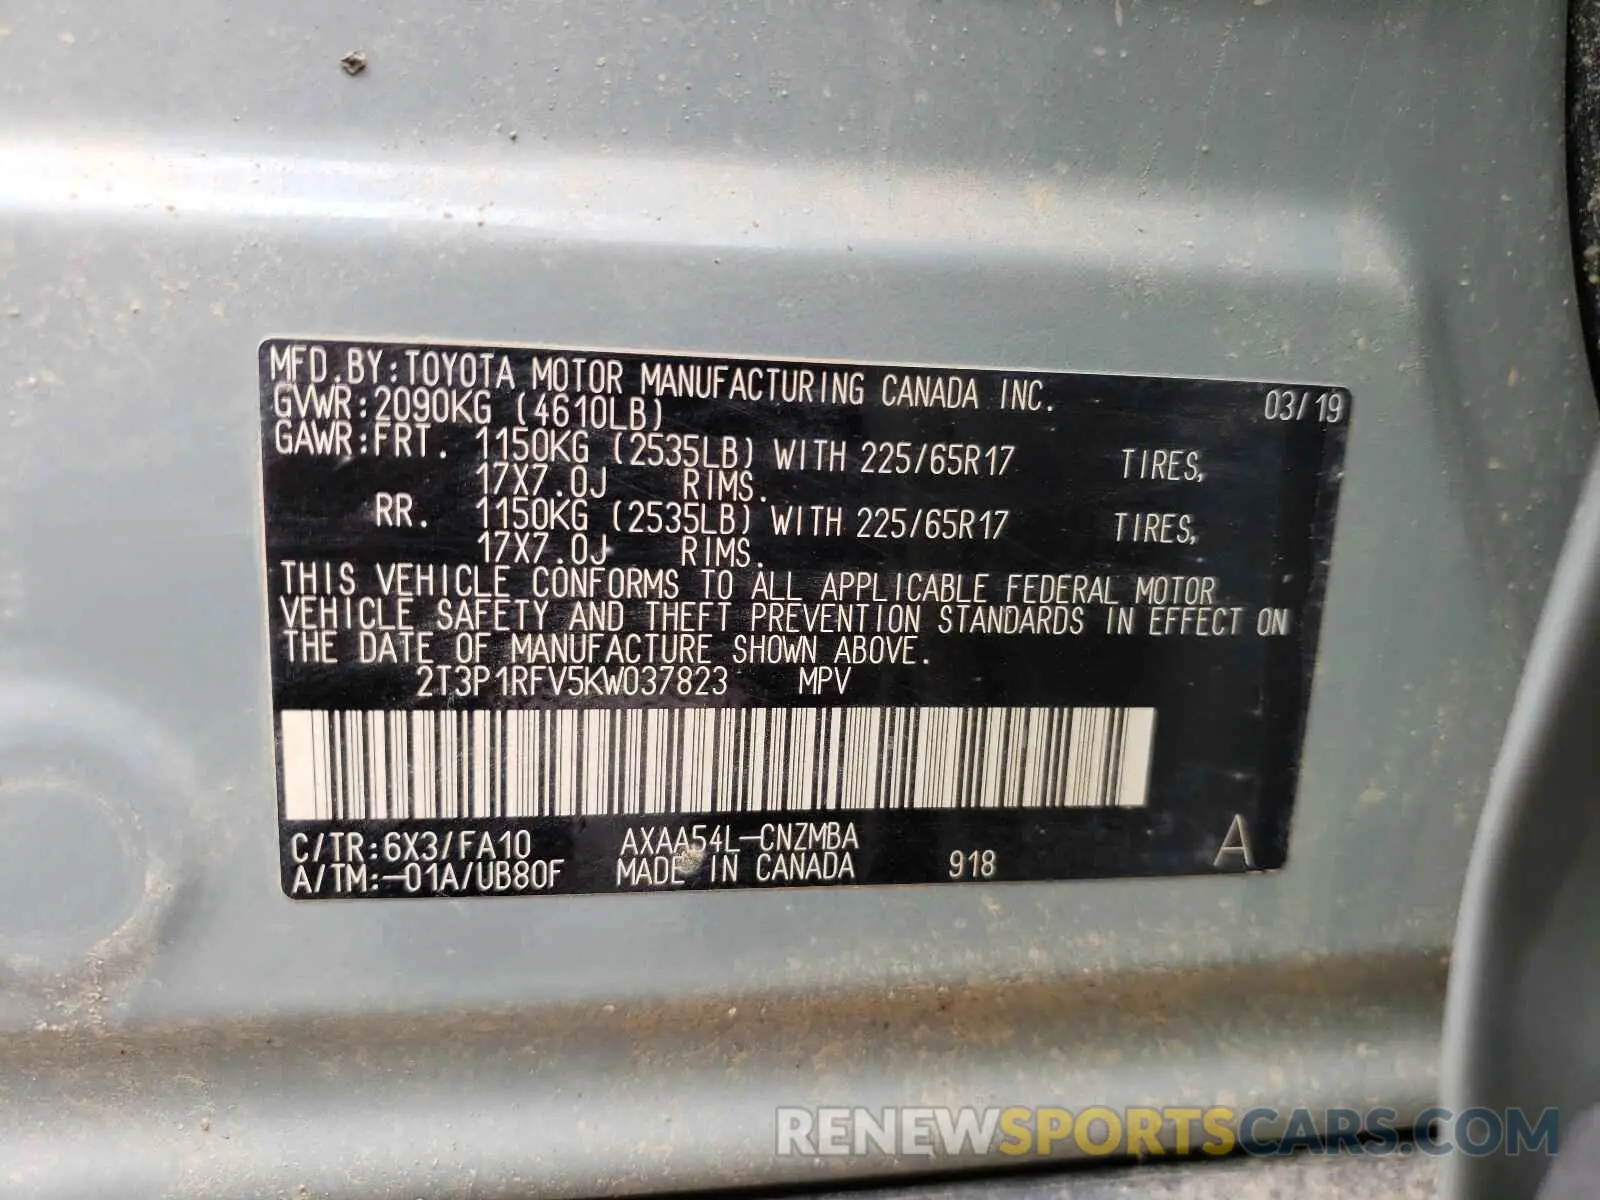 MFD.BY:TOYOTA MOTOR MANUFACTURING CANADA INC. 03/19
GVWR:2090KG (4610LB)
GAWR:FRT. 1150KG (2535LB) WITH 225/65R17 TIRES,
17X7.0J RIMS.
RR. 1150KG (2535LB) WITH 225/65R17 TIRES,
17X7.0J RIMS.
THIS VEHICLE CONFORMS TO ALL APPLICABLE FEDERAL MOTOR
VEHICLE SAFETY AND THEFT PREVENTION STANDARDS IN EFFECT ON
THE DATE OF MANUFACTURE SHOWN ABOVE.
2T3P1RFV5KW037823 MPV
C/TR:6X3/FA10 AXAA54L-CNZMBA A
A/TM:-01A/UB80F MADE IN CANADA 918
RENEWSPORTSCARS.COM